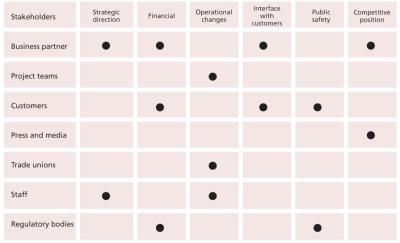 Stakeholders
Strategic
direction
Financial
Operational
changes
Interface
with
customers
Public
safety
Competitive
position
Business partner
Project teams
Customers
Press and media
Trade unions
Staff
Regulatory bodies